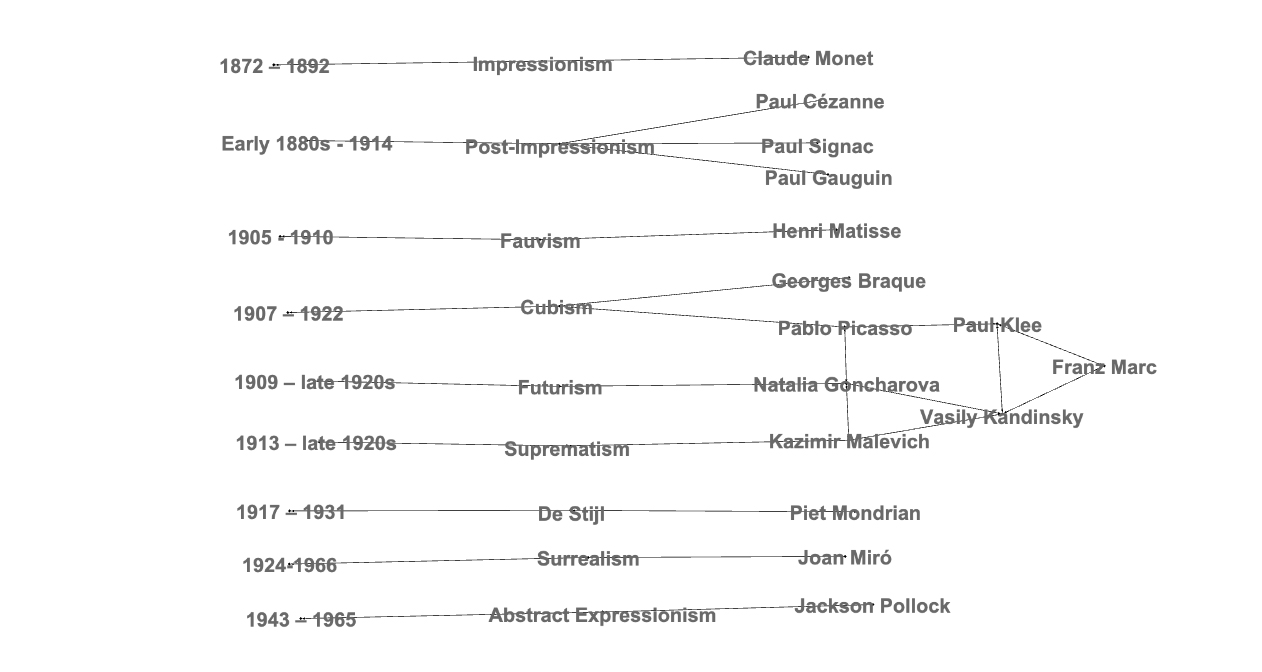 1872 – 1892 Impressionism Claude Monet
Paul Cézanne
Early 1880s - 1914 Post-Impressionism Paul Signac
Paul Gauguin
1905 - 1910 Fauvism Henri Matisse
Georges Braque
1907 – 1922 Cubism Pablo Picasso Paul Klee
Franz Marc
1909 – late 1920s Futurism Natalia Goncharova
Vasily Kandinsky
1913 – late 1920s Suprematism Kazimir Malevich
1917 – 1931 De Stijl Piet Mondrian
1924-1966 Surrealism Joan Miró
1943 – 1965 Abstract Expressionism Jackson Pollock